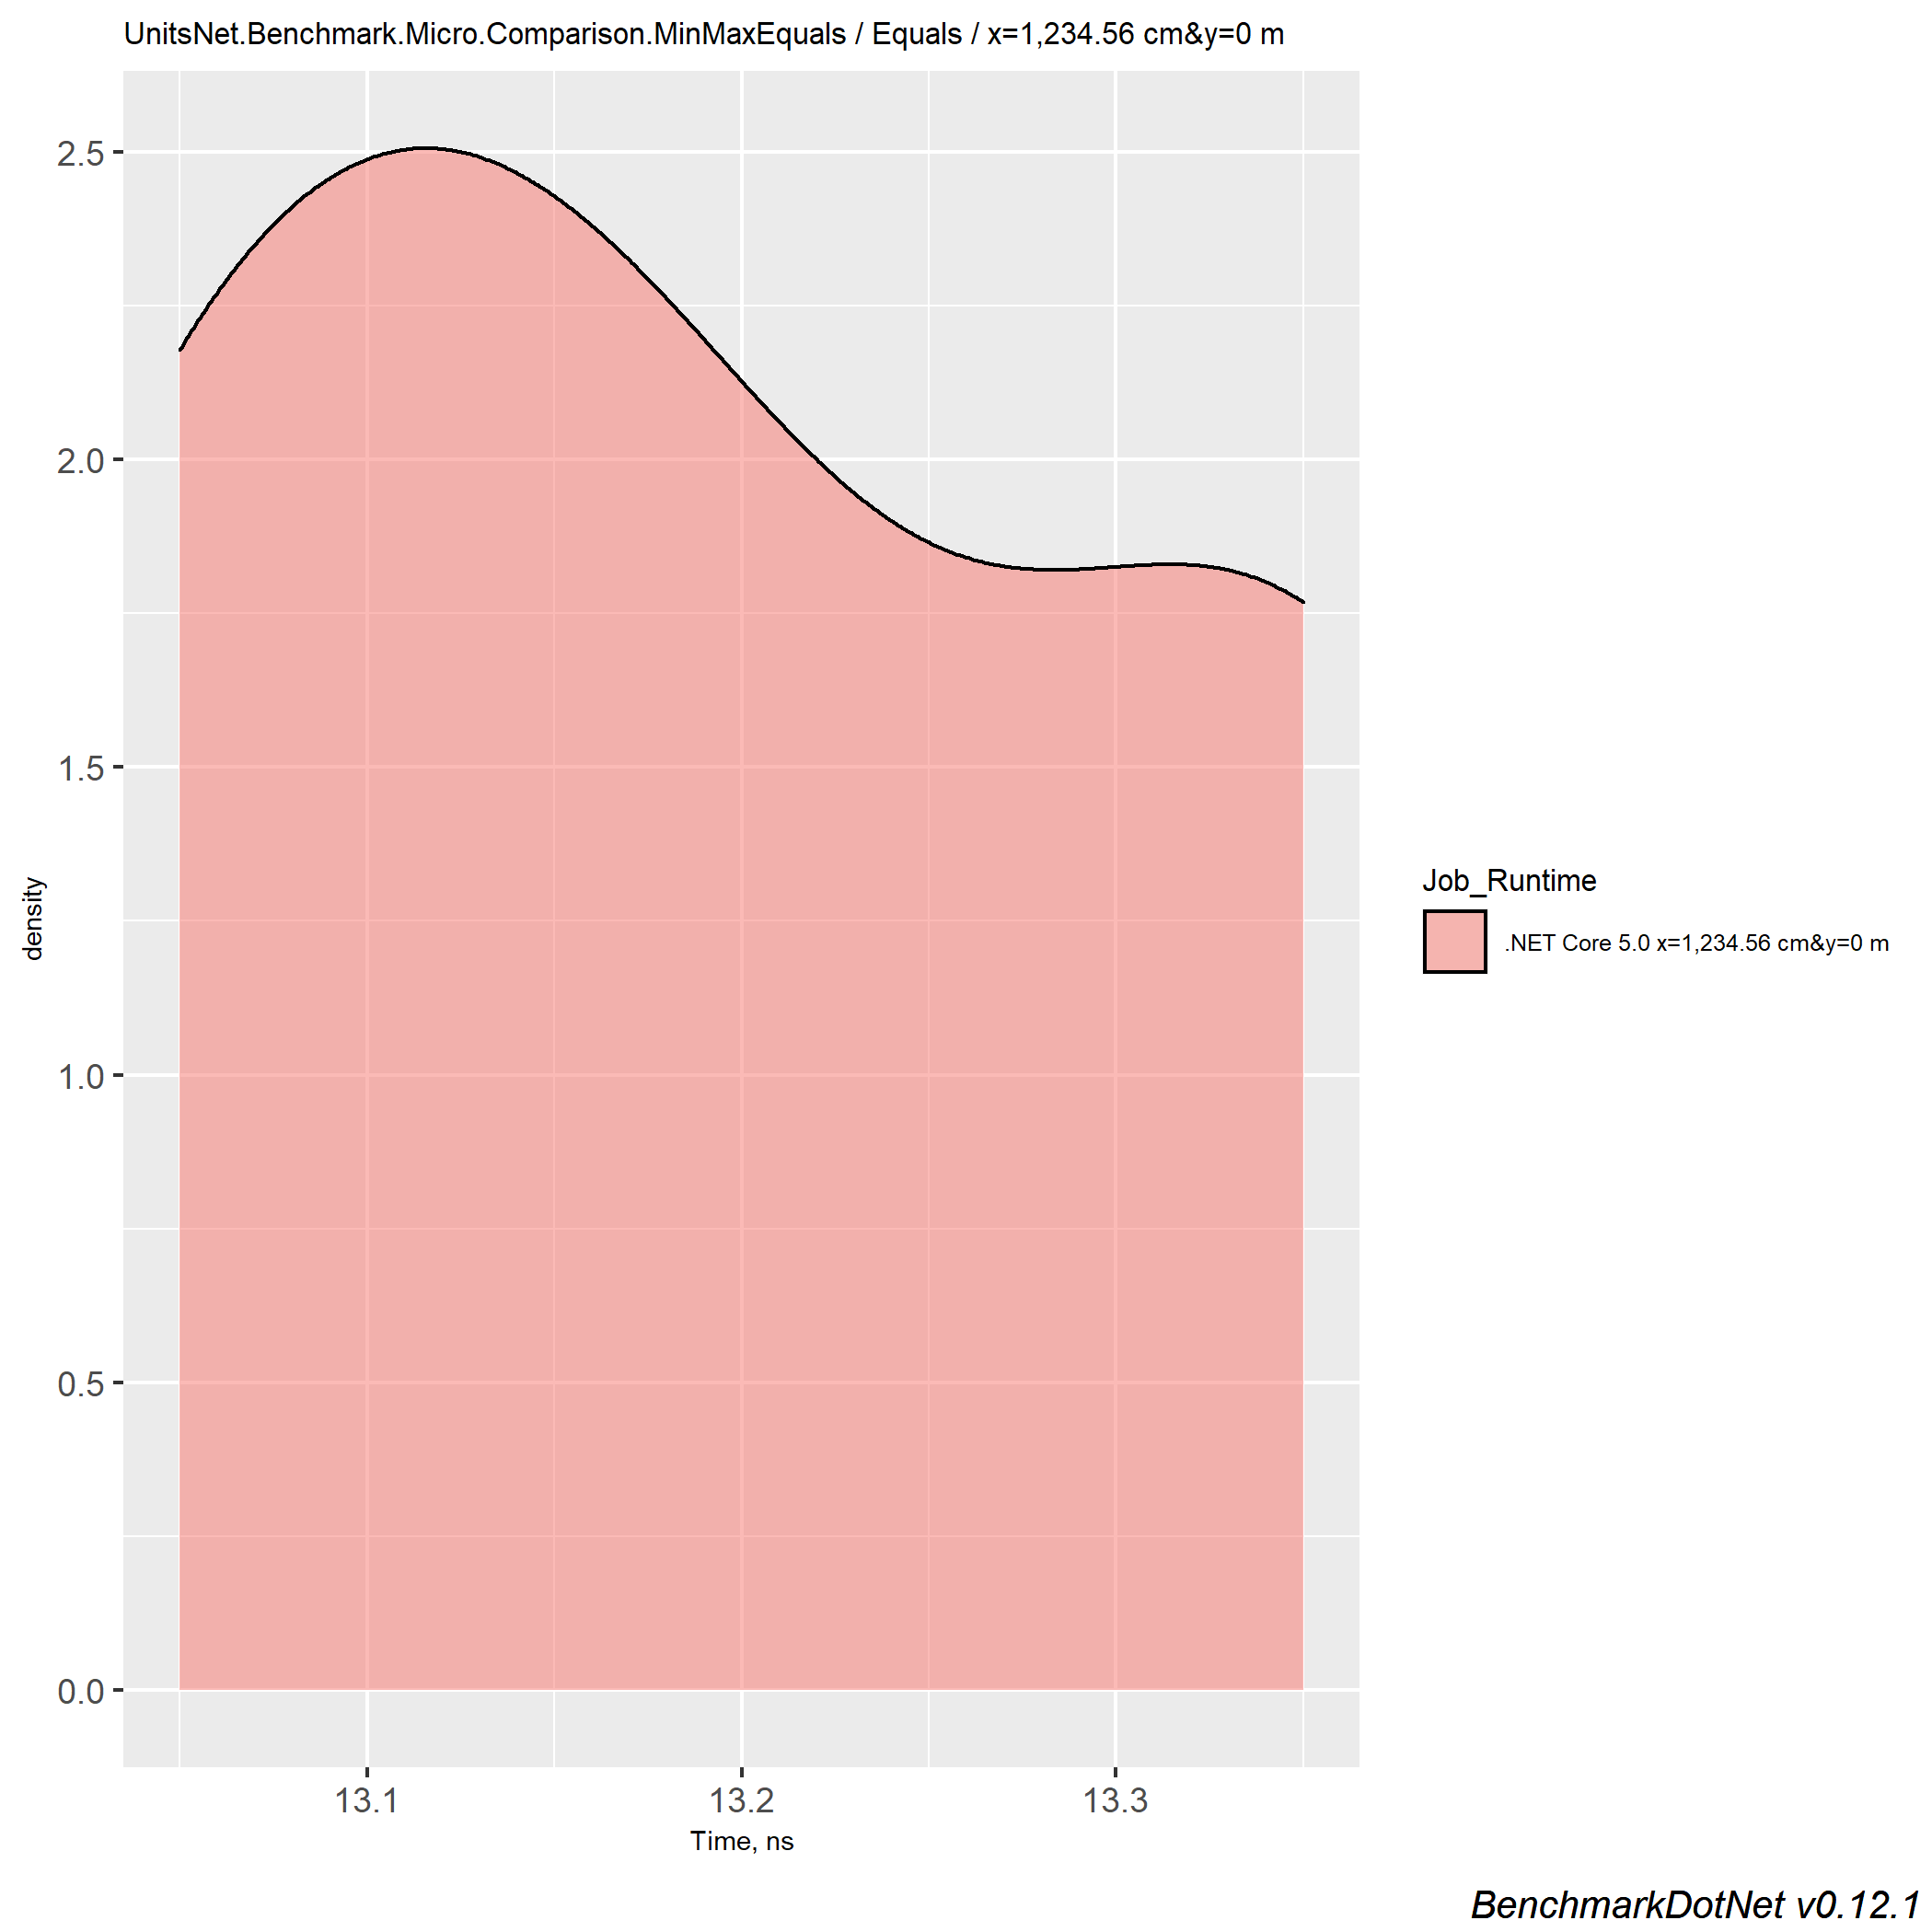 UnitsNet.Benchmark.Micro.Comparison.MinMaxEquals / Equals / x=1,234.56 cm&y=0 m
2.5
2.0
1.5
1.0
0.5
0.0
density
13.1 13.2 13.3
Time, ns
Job_Runtime
.NET Core 5.0 x=1,234.56 cm&y=0 m
BenchmarkDotNet v0.12.1